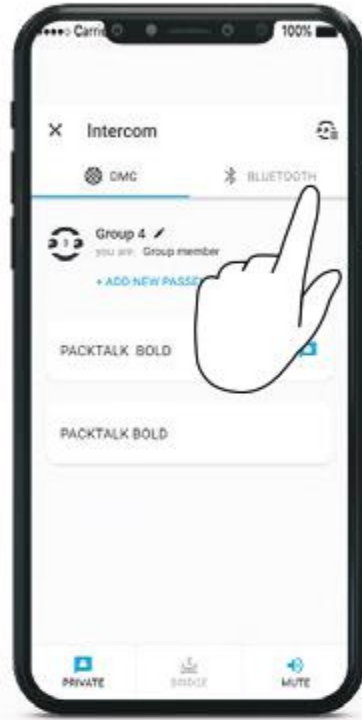 100%
Intercom
DMC BLUETOOTH
Group 4
you are: Group member
+ ADD NEW
PACKTALK BOLD
PACKTALK BOLD
PRIVATE BRIDGE MUTE